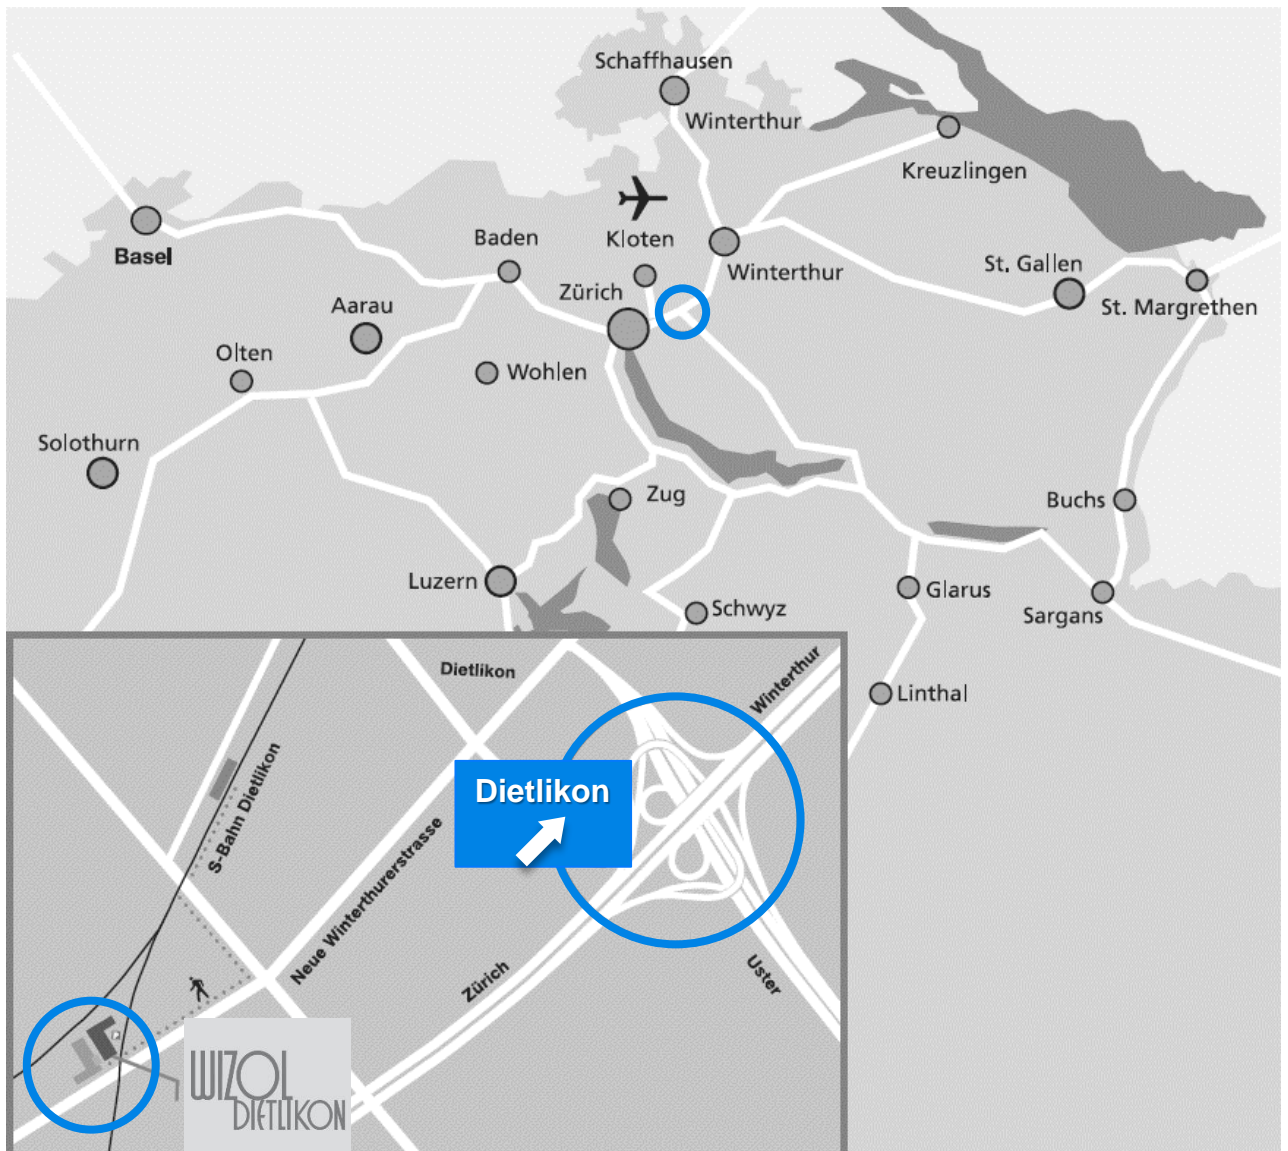 Schaffhausen
Winterthur
Kreuzlingen
Basel
Baden
Kloten
Winterthur
St. Gallen
Zürich
St. Margrethen
Aarau
Olten
Wohlen
Solothurn
Zug
Buchs
Luzern
Glarus
Schwyz
Sargans
Linthal
Dietlikon
Winterthur
S-Bahn Dietlikon
Dietlikon
Neue Winterthurerstrasse
Zürich
Uster
WIZOL
DIETLIKON